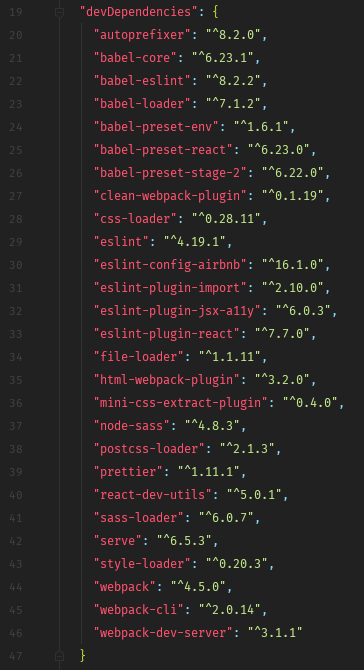 19 "devDependencies": {
20 "autoprefixer": "^8.2.0",
21 "babel-core": "^6.23.1",
22 "babel-eslint": "^8.2.2",
23 "babel-loader": "^7.1.2",
24 "babel-preset-env": "^1.6.1",
25 "babel-preset-react": "^6.23.0",
26 "babel-preset-stage-2": "^6.22.0",
27 "clean-webpack-plugin": "^0.1.19",
28 "css-loader": "^0.28.11",
29 "eslint": "^4.19.1",
30 "eslint-config-airbnb": "^16.1.0",
31 "eslint-plugin-import": "^2.10.0",
32 "eslint-plugin-jsx-a11y": "^6.0.3",
33 "eslint-plugin-react": "^7.7.0",
34 "file-loader": "^1.1.11",
35 "html-webpack-plugin": "^3.2.0",
36 "mini-css-extract-plugin": "^0.4.0",
37 "node-sass": "^4.8.3",
38 "postcss-loader": "^2.1.3",
39 "prettier": "^1.11.1",
40 "react-dev-utils": "^5.0.1",
41 "sass-loader": "^6.0.7",
42 "serve": "^6.5.3",
43 "style-loader": "^0.20.3",
44 "webpack": "^4.5.0",
45 "webpack-cli": "^2.0.14",
46 "webpack-dev-server": "^3.1.1"
47 }